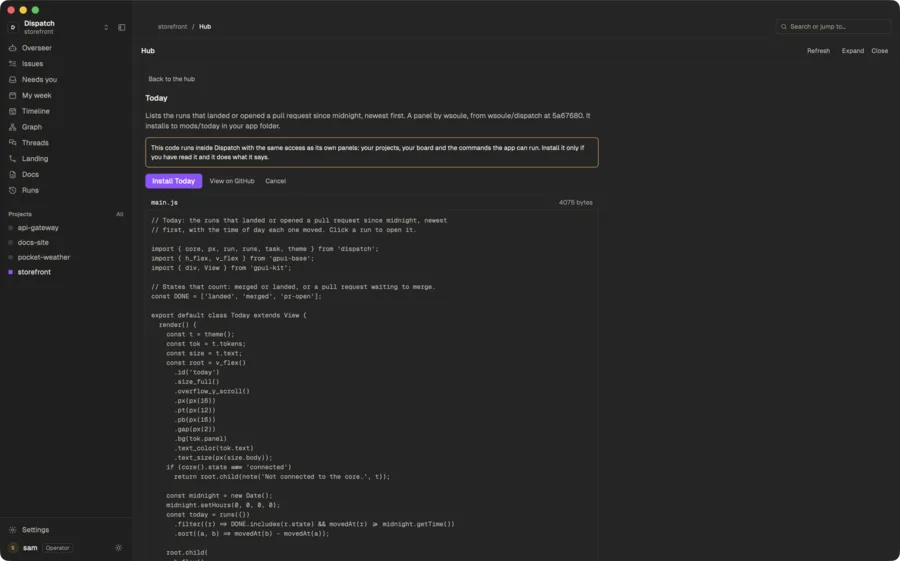 D
Dispatch
storefront
Overseer
Issues
Needs you
My week
Timeline
Graph
Threads
Landing
Docs
Runs
Projects
All
api-gateway
docs-site
pocket-weather
storefront
Settings
S
sam
Operator
storefront / Hub
Search or jump to…
Hub
Refresh
Expand
Close
Back to the hub
Today
Lists the runs that landed or opened a pull request since midnight, newest first. A panel by wsoule, from wsoule/dispatch at 5a67680. It
installs to mods/today in your app folder.
This code runs inside Dispatch with the same access as its own panels: your projects, your board and the commands the app can run. Install it only if
you have read it and it does what it says.
Install Today
View on GitHub
Cancel
main.js
4075 bytes
// Today: the runs that landed or opened a pull request since midnight, newest
// first, with the time of day each one moved. Click a run to open it.
import { core, px, run, runs, task, theme } from 'dispatch';
import { h_flex, v_flex } from 'gpui-base';
import { div, View } from 'gpui-kit';
// States that count: merged or landed, or a pull request waiting to merge.
const DONE = ['landed', 'merged', 'pr-open'];
export default class Today extends View {
render() {
const t = theme();
const tok = t.tokens;
const size = t.text;
const root = v_flex()
.id('today')
.size_full()
.overflow_y_scroll()
.px(px(16))
.pt(px(12))
.pb(px(16))
.gap(px(2))
.bg(tok.panel)
.text_color(tok.text)
.text_size(px(size.body));
if (core().state !== 'connected')
return root.child(note('Not connected to the core.', t));
const midnight = new Date();
midnight.setHours(0, 0, 0, 0);
const today = runs({})
.filter((r) => DONE.includes(r.state) && movedAt(r) >= midnight.getTime())
.sort((a, b) => movedAt(b) - movedAt(a));
root.child(